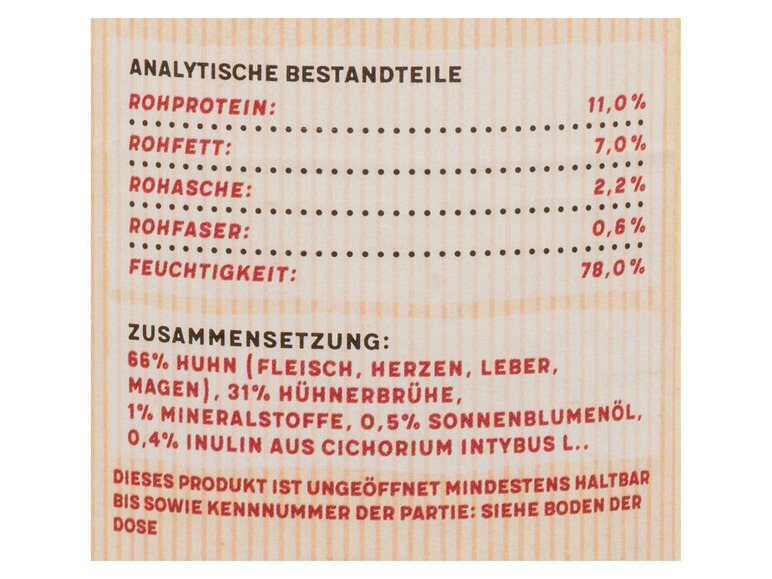 ANALYTISCHE BESTANDTEILE
ROHPROTEIN: 11,0%
ROHFETT: 7,0%
ROHASCHE: 2,2%
ROHFASER: 0,6%
FEUCHTIGKEIT: 78,0%
ZUSAMMENSETZUNG:
66% HUHN (FLEISCH, HERZEN, LEBER,
MAGEN), 31% HÜHNERBRÜHE,
1% MINERALSTOFFE, 0,5% SONNENBLUMENÖL,
0,4% INULIN AUS CICHORIUM INTYBUS L..
DIESES PRODUKT IST UNGEÖFFNET MINDESTENS HALTBAR
BIS SOWIE KENNNUMMER DER PARTIE: SIEHE BODEN DER
DOSE